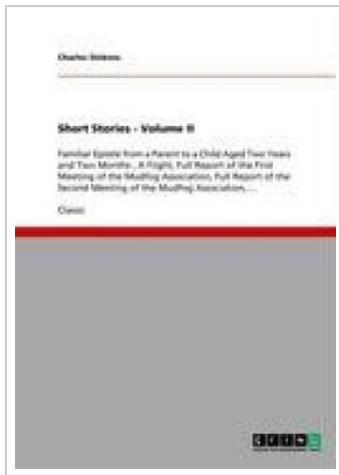 Charles Dickens
Short Stories - Volume II
Familiar Epistle from a Parent to a Child Aged Two Years
and Two Months , A Flight, Full Report of the First
Meeting of the Mudfog Association, Full Report of the
Second Meeting of the Mudfog Association, ...
Classic
GRIN